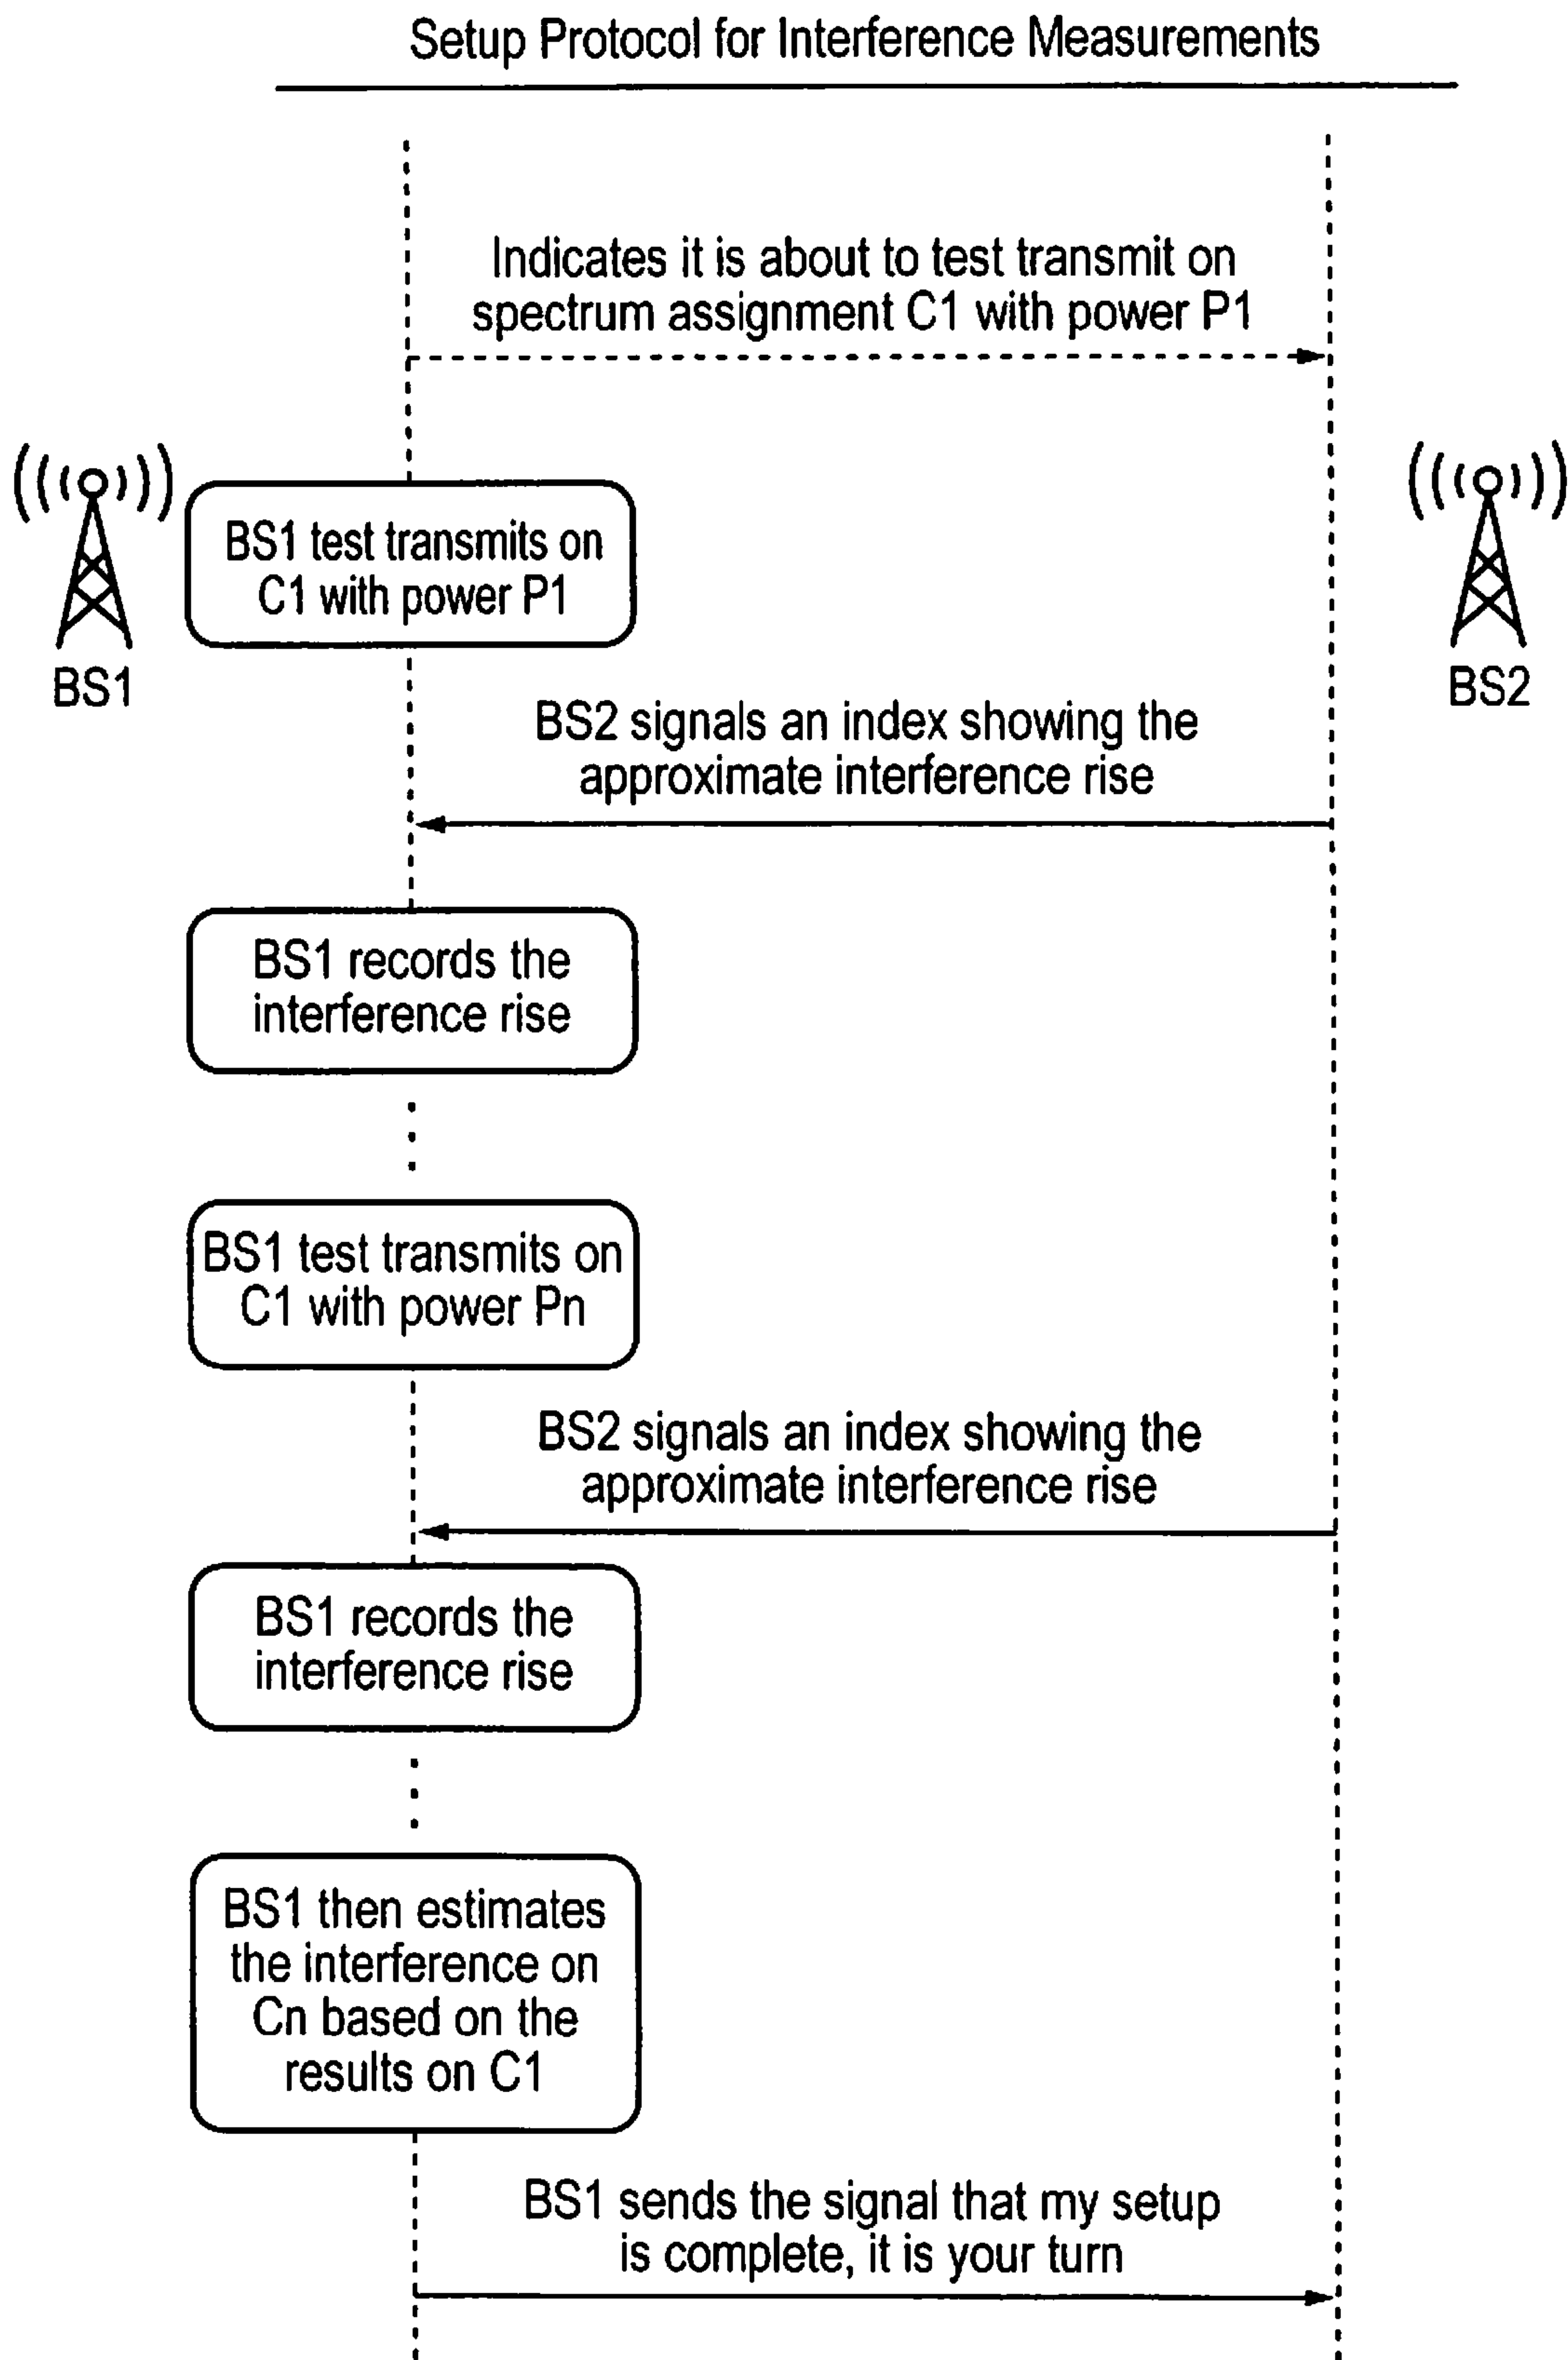 Setup Protocol for Interference Measurements
Indicates it is about to test transmit on
spectrum assignment C1 with power P1
BS1 test transmits on
C1 with power P1
BS1
BS2
BS2 signals an index showing the
approximate interference rise
BS1 records the
interference rise
BS1 test transmits on
C1 with power Pn
BS2 signals an index showing the
approximate interference rise
BS1 records the
interference rise
BS1 then estimates
the interference on
Cn based on the
results on C1
BS1 sends the signal that my setup
is complete, it is your turn